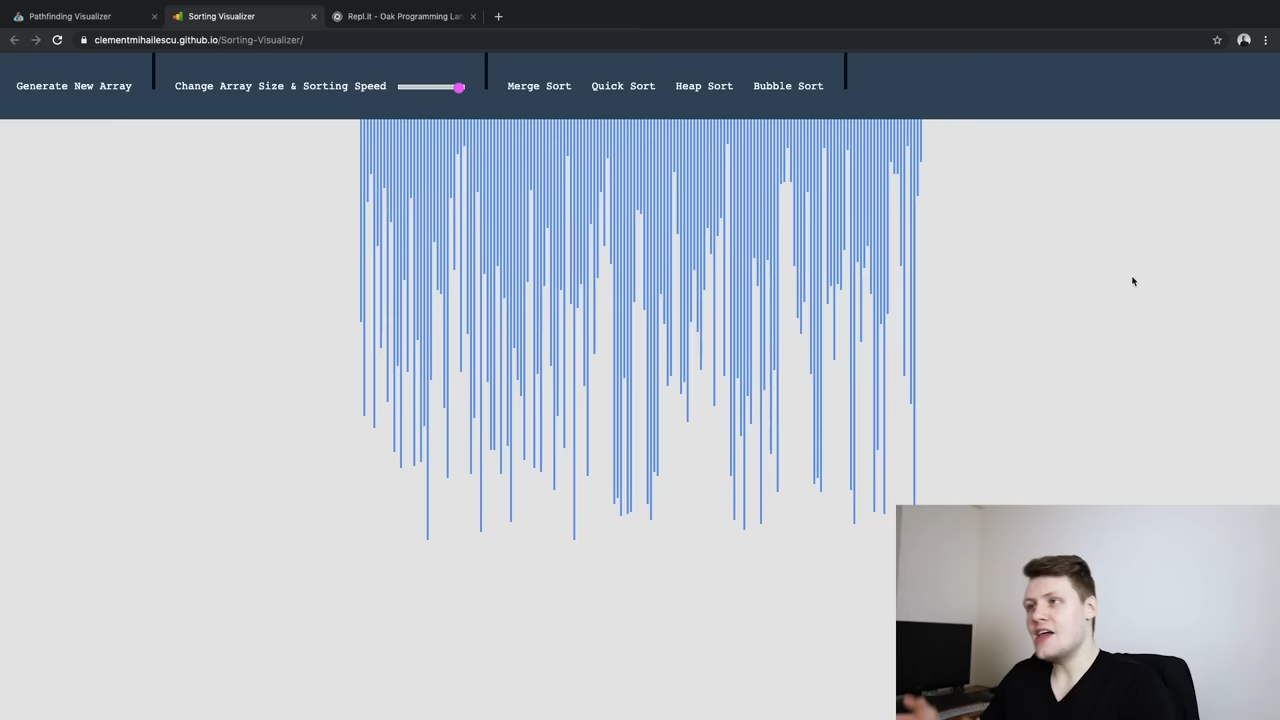 Pathfinding Visualizer
Sorting Visualizer
Repl.it - Oak Programming Lan
clementmihailescu.github.io/Sorting-Visualizer/
Generate New Array
Change Array Size & Sorting Speed
Merge Sort
Quick Sort
Heap Sort
Bubble Sort